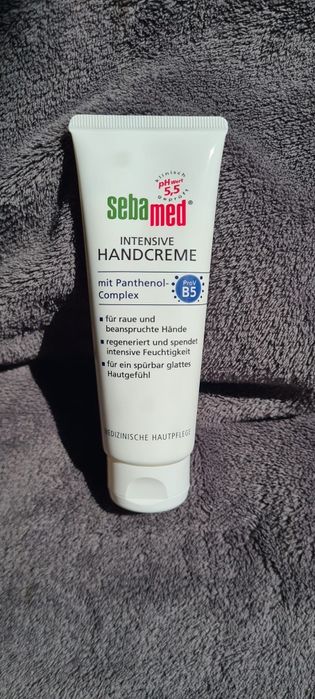 klinisch
pH Wert
5,5
geprüft
sebamed®
INTENSIVE
HANDCREME
mit Panthenol-
Complex
ProV
B5
für raue und
beanspruchte Hände
regeneriert und spendet
intensive Feuchtigkeit
für ein spürbar glattes
Hautgefühl
MEDIZINISCHE HAUTPFLEGE